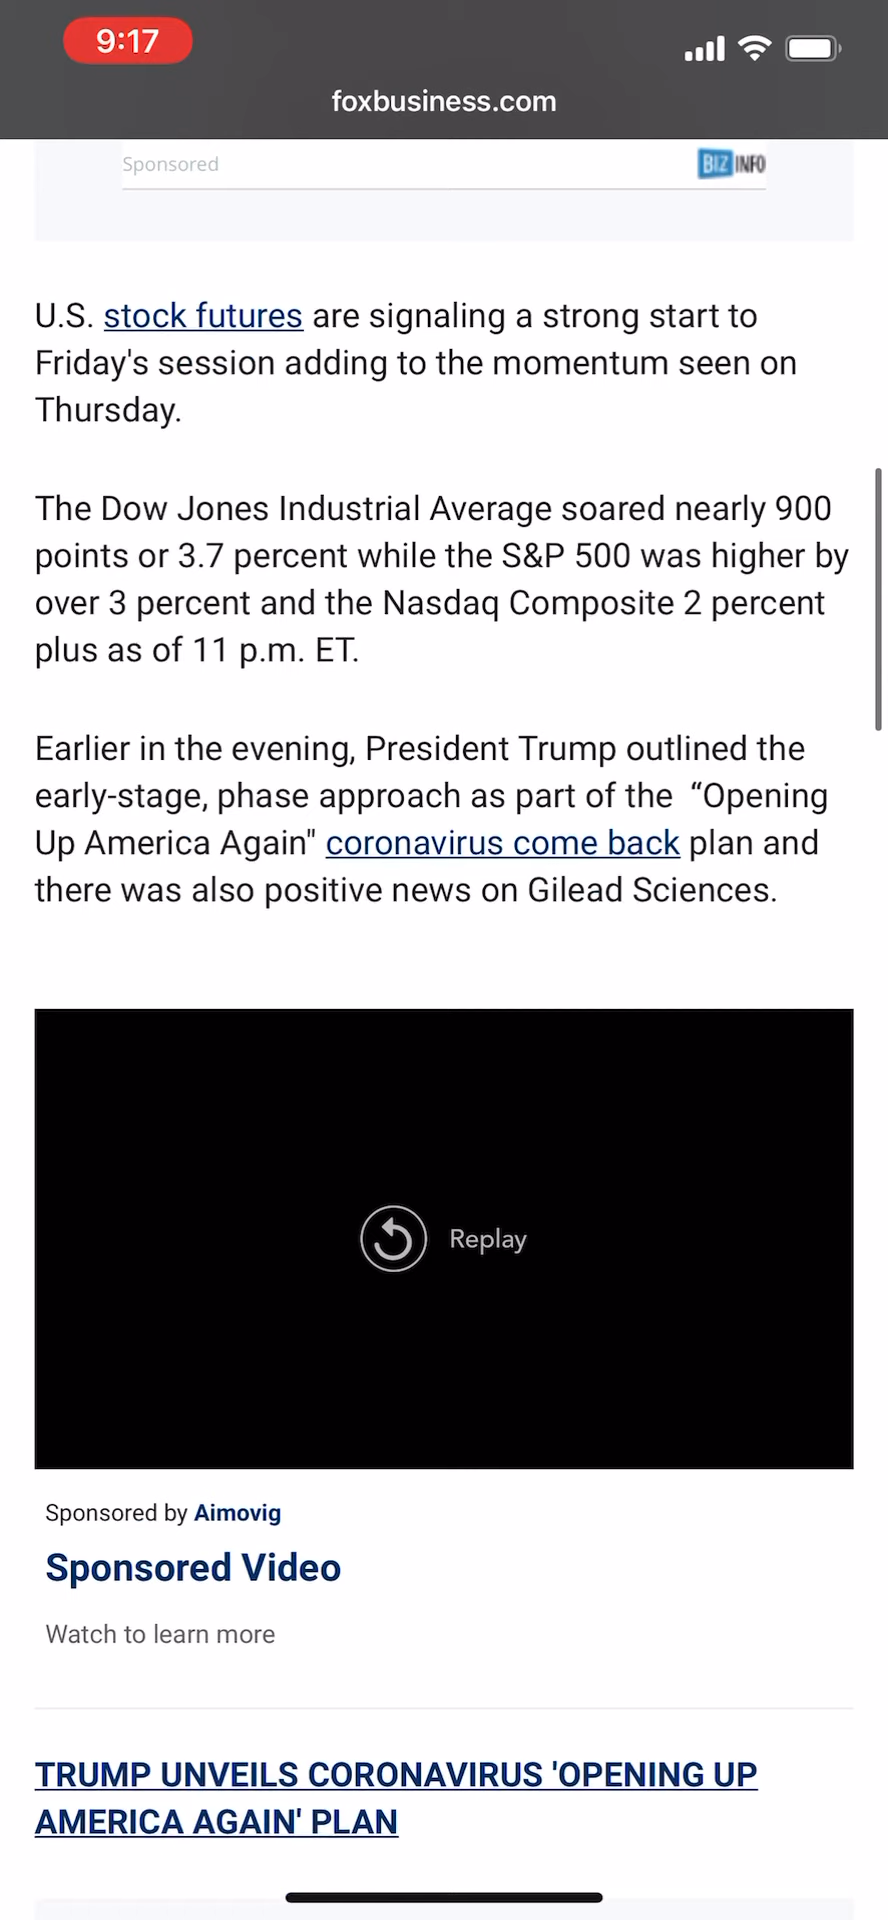 9:17
foxbusiness.com
Sponsored
BIZ INFO
U.S. stock futures are signaling a strong start to
Friday's session adding to the momentum seen on
Thursday.
The Dow Jones Industrial Average soared nearly 900
points or 3.7 percent while the S&P 500 was higher by
over 3 percent and the Nasdaq Composite 2 percent
plus as of 11 p.m. ET.
Earlier in the evening, President Trump outlined the
early-stage, phase approach as part of the  “Opening
Up America Again" coronavirus come back plan and
there was also positive news on Gilead Sciences.
Replay
Sponsored by Aimovig
Sponsored Video
Watch to learn more
TRUMP UNVEILS CORONAVIRUS 'OPENING UP
AMERICA AGAIN' PLAN